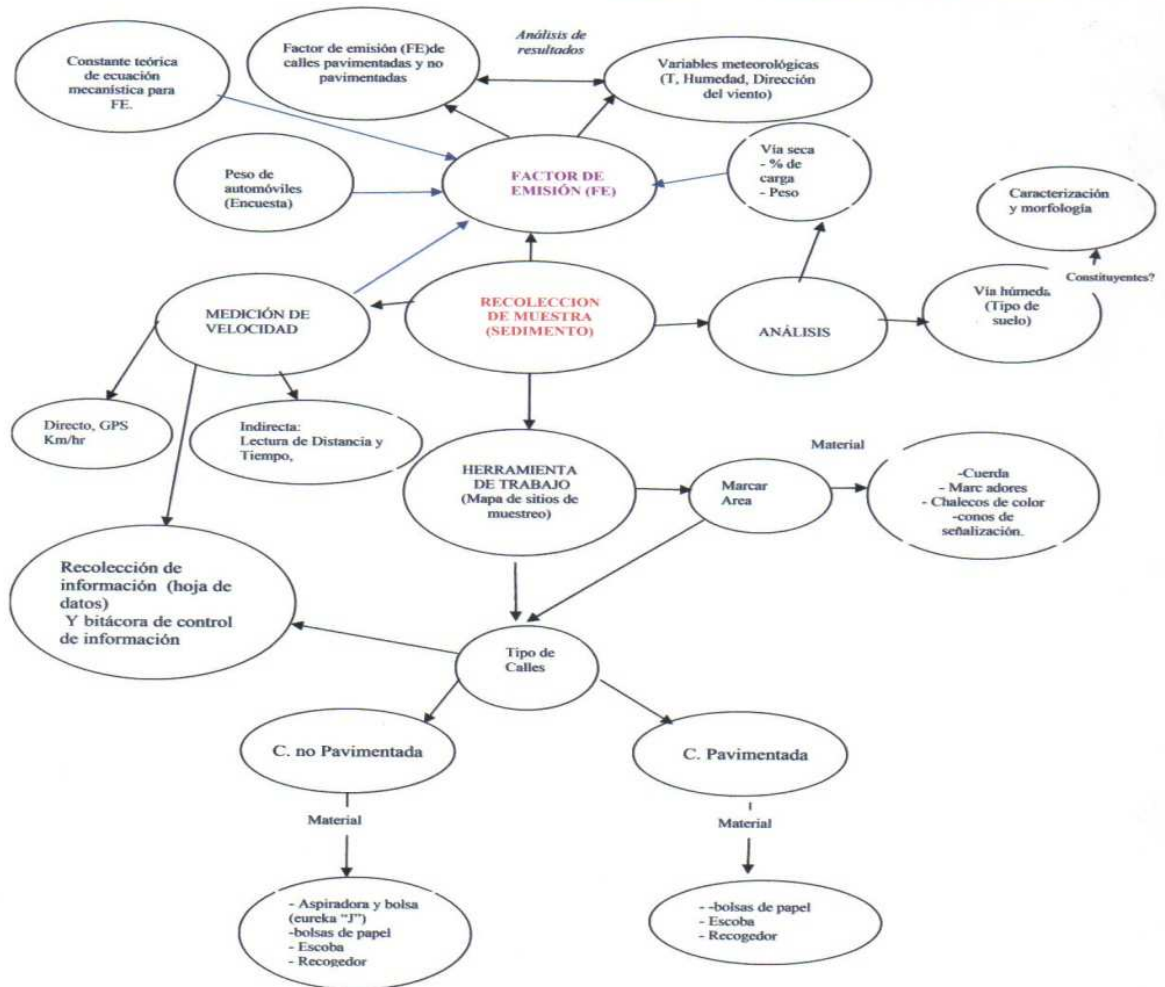 Análisis de
resultados
Constante teórica
de ecuación
mecanística para
FE.
Factor de emisión (FE)de
calles pavimentadas y no
pavimentadas
Variables meteorológicas
(T, Humedad, Dirección
del viento)
Peso de
automóviles
(Encuesta)
FACTOR DE
EMISIÓN (FE)
Vía seca
- % de
carga
- Peso
Caracterización
y morfología
Constituyentes?
MEDICIÓN DE
VELOCIDAD
RECOLECCION
DE MUESTRA
(SEDIMENTO)
ANÁLISIS
Vía húmeda
(Tipo de
suelo)
Directo, GPS
Km/hr
Indirecta:
Lectura de Distancia y
Tiempo,
HERRAMIENTA
DE TRABAJO
(Mapa de sitios de
muestreo)
Marcar
Area
Material
-Cuerda
- Marc adores
- Chalecos de color
-conos de
señalización.
Recolección de
información (hoja de
datos)
Y bitácora de control
de información
Tipo de
Calles
C. no Pavimentada
C. Pavimentada
Material
Material
- Aspiradora y bolsa
(eureka “J”)
-bolsas de papel
- Escoba
- Recogedor
- -bolsas de papel
- Escoba
- Recogedor